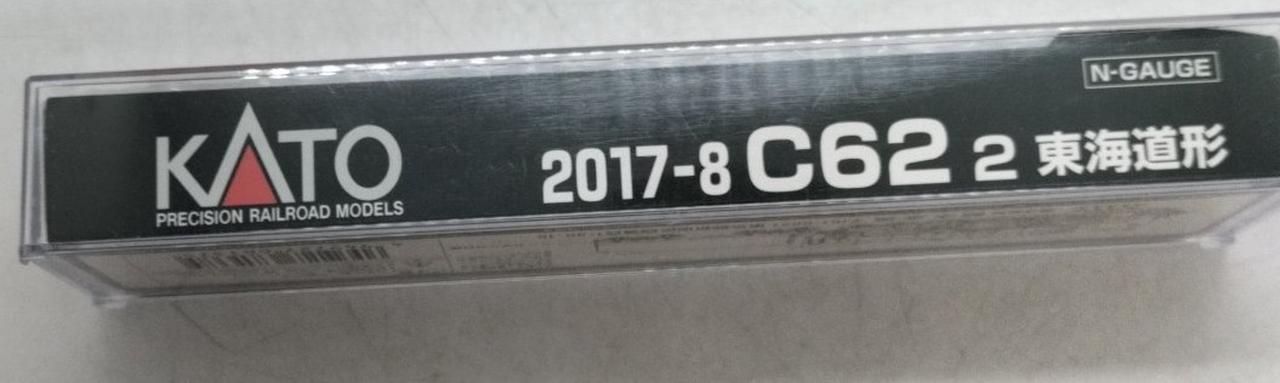 N-GAUGE
KATO
PRECISION RAILROAD MODELS
2017-8 C62 2 東海道形